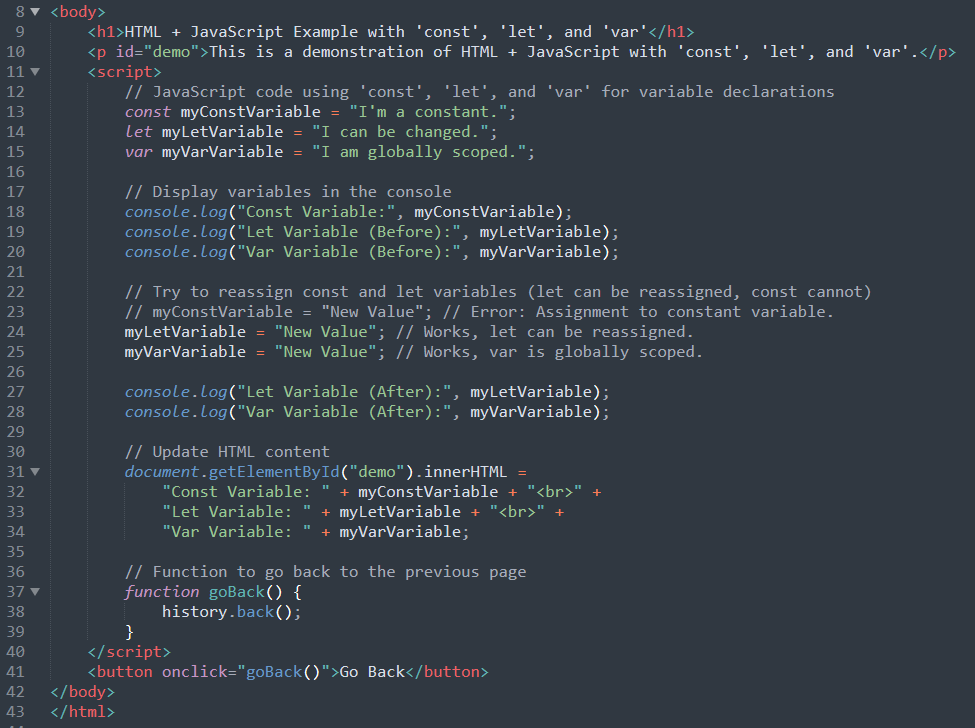 8 <body>
9 <h1>HTML + JavaScript Example with 'const', 'let', and 'var'</h1>
10 <p id="demo">This is a demonstration of HTML + JavaScript with 'const', 'let', and 'var'.</p>
11 <script>
12 // JavaScript code using 'const', 'let', and 'var' for variable declarations
13 const myConstVariable = "I'm a constant.";
14 let myLetVariable = "I can be changed.";
15 var myVarVariable = "I am globally scoped.";
16
17 // Display variables in the console
18 console.log("Const Variable:", myConstVariable);
19 console.log("Let Variable (Before):", myLetVariable);
20 console.log("Var Variable (Before):", myVarVariable);
21
22 // Try to reassign const and let variables (let can be reassigned, const cannot)
23 // myConstVariable = "New Value"; // Error: Assignment to constant variable.
24 myLetVariable = "New Value"; // Works, let can be reassigned.
25 myVarVariable = "New Value"; // Works, var is globally scoped.
26
27 console.log("Let Variable (After):", myLetVariable);
28 console.log("Var Variable (After):", myVarVariable);
29
30 // Update HTML content
31 document.getElementById("demo").innerHTML =
32 "Const Variable: " + myConstVariable + "<br>" +
33 "Let Variable: " + myLetVariable + "<br>" +
34 "Var Variable: " + myVarVariable;
35
36 // Function to go back to the previous page
37 function goBack() {
38 history.back();
39 }
40 </script>
41 <button onclick="goBack()">Go Back</button>
42 </body>
43 </html>